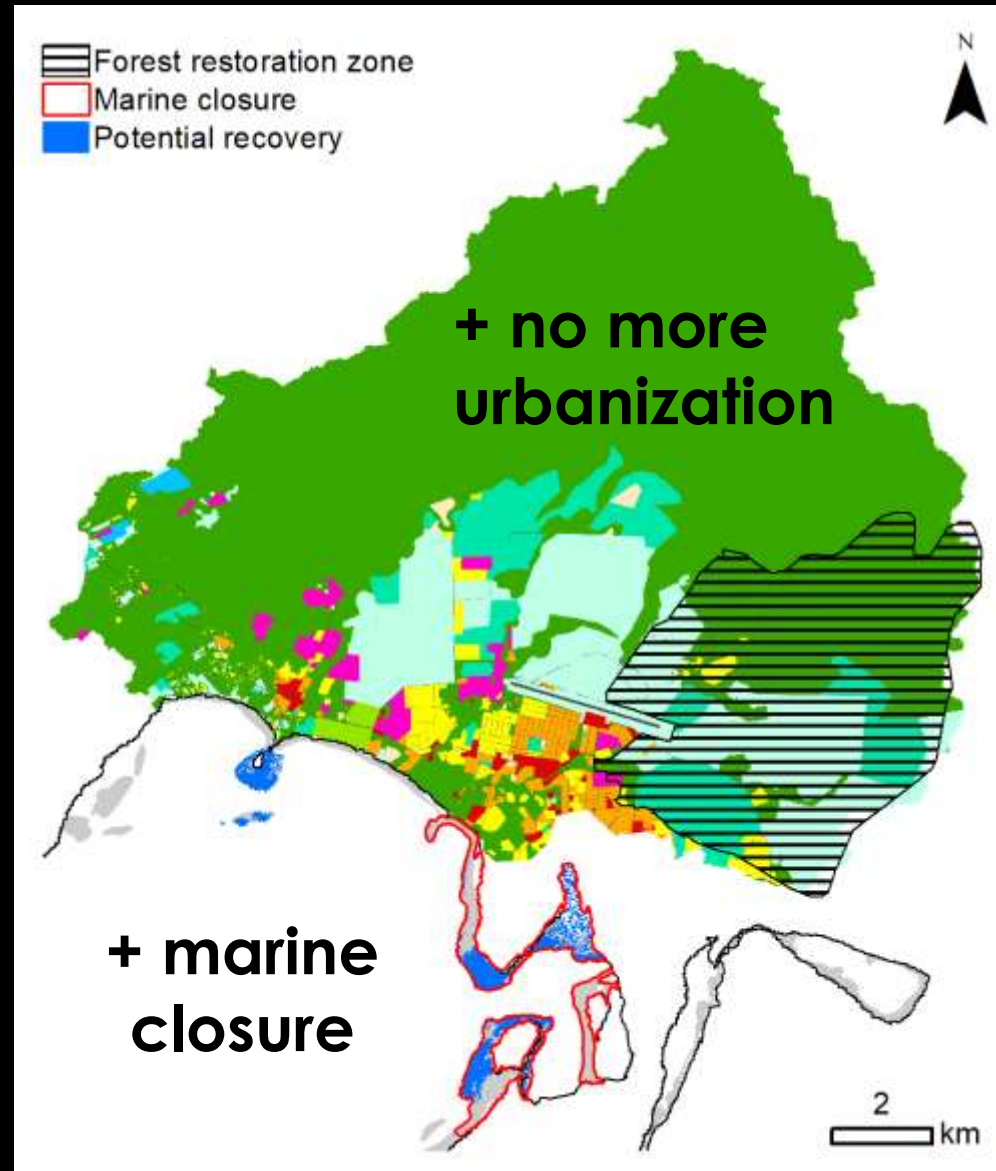 Forest restoration zone
Marine closure
Potential recovery
N
+ no more
urbanization
+ marine
closure
2
km